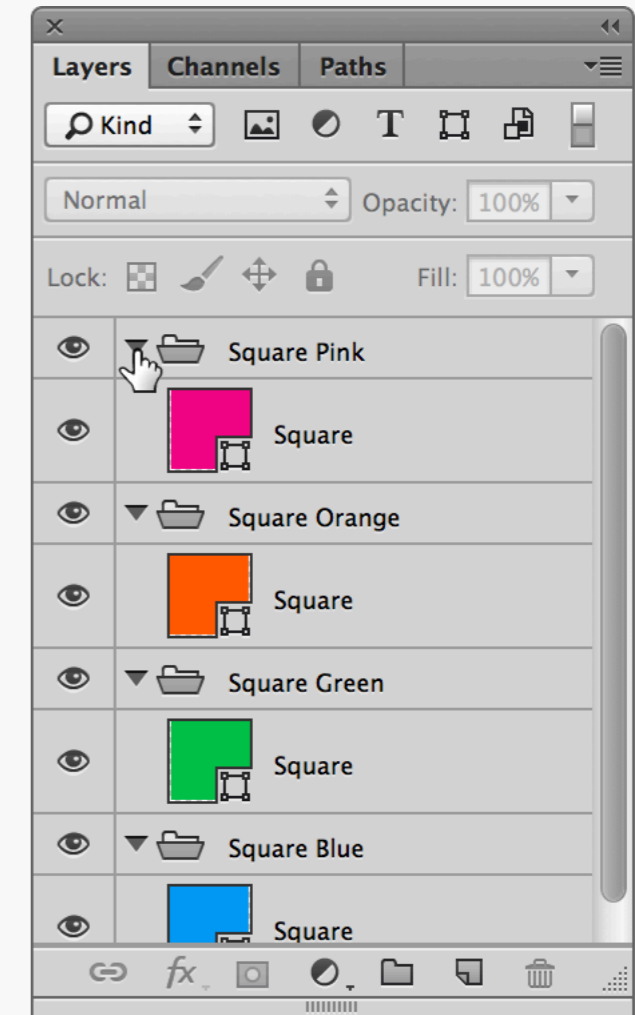 Layers Channels Paths
Kind T
Normal Opacity: 100%
Lock: Fill: 100%
Square Pink
Square
Square Orange
Square
Square Green
Square
Square Blue
Square
fx